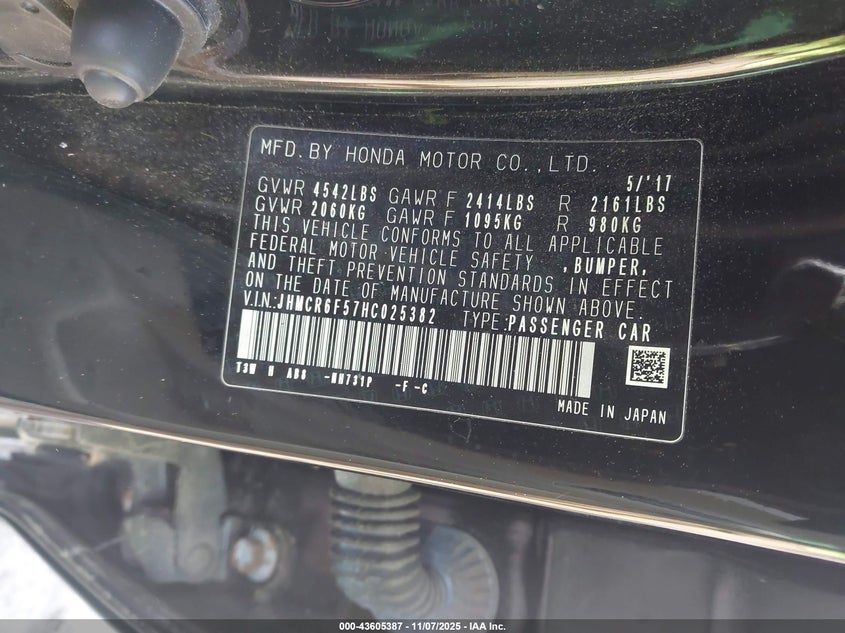 MFD. BY HONDA MOTOR CO.,LTD.
5/'17
GVWR 4542LBS GAWR F 2414LBS R 2161LBS
GVWR 2060KG GAWR F 1095KG R 980KG
THIS VEHICLE CONFORMS TO ALL APPLICABLE
FEDERAL MOTOR VEHICLE SAFETY ,BUMPER,
AND THEFT PREVENTION STANDARDS IN EFFECT
ON THE DATE OF MANUFACTURE SHOWN ABOVE.
V.I.N:JHMCR6F57HC025382 TYPE:PASSENGER CAR
-NH731P -F-C
MADE IN JAPAN
000-43605387 - 11/07/2025 - IAA Inc.